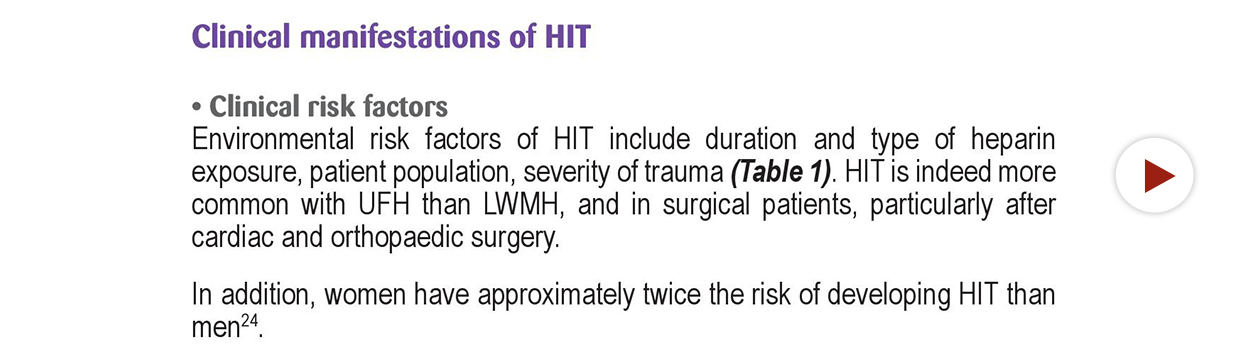 Clinical manifestations of HIT
• Clinical risk factors
Environmental risk factors of HIT include duration and type of heparin
exposure, patient population, severity of trauma (Table 1). HIT is indeed more
common with UFH than LWMH, and in surgical patients, particularly after
cardiac and orthopaedic surgery.
In addition, women have approximately twice the risk of developing HIT than
men24.